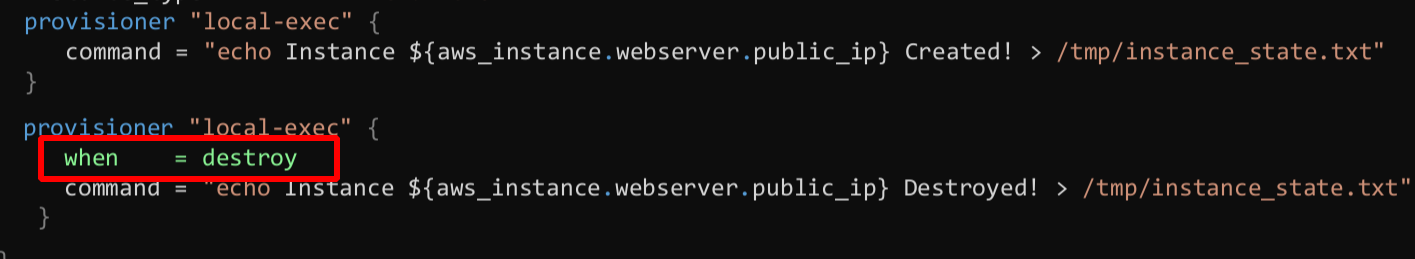 provisioner "local-exec" {
command = "echo Instance ${aws_instance.webserver.public_ip} Created! > /tmp/instance_state.txt"
}
provisioner "local-exec" {
when = destroy
command = "echo Instance ${aws_instance.webserver.public_ip} Destroyed! > /tmp/instance_state.txt"
}